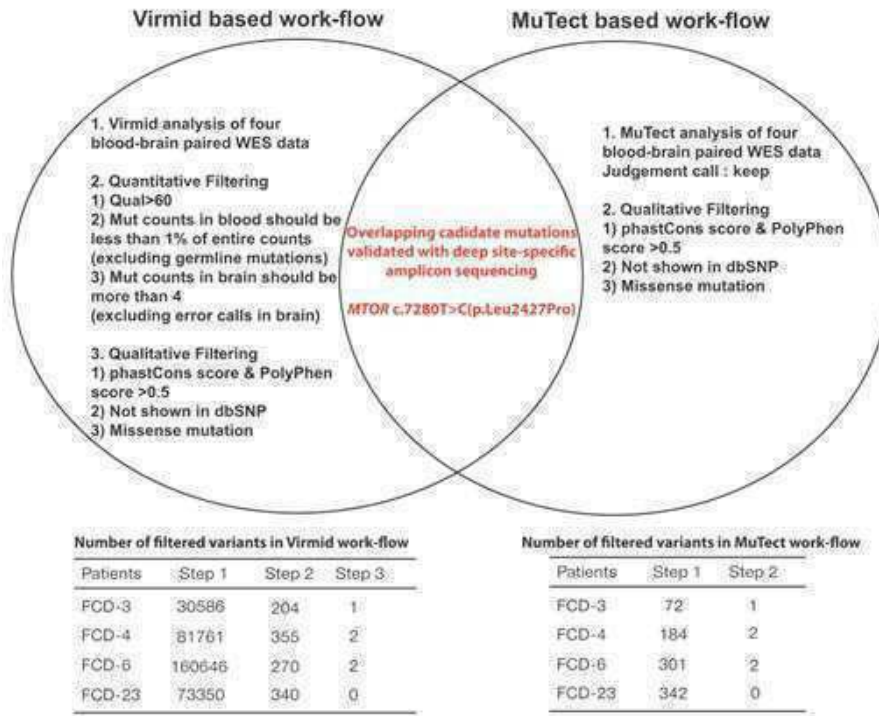 Virmid based work-flow
MuTect based work-flow
1. Virmid analysis of four
blood-brain paired WES data
2. Quantitative Filtering
1) Qual>60
2) Mut counts in blood should be
less than 1% of entire counts
(excluding germline mutations)
3) Mut counts in brain should be
more than 4
(excluding error calls in brain)
3. Qualitative Filtering
1) phastCons score & PolyPhen
score >0.5
2) Not shown in dbSNP
3) Missense mutation
Overlapping cadidate mutations
validated with deep site-specific
amplicon sequencing
MTOR c.7280T>C(p.Leu2427Pro)
1. MuTect analysis of four
blood-brain paired WES data
Judgement call : keep
2. Qualitative Filtering
1) phastCons score & PolyPhen
score >0.5
2) Not shown in dbSNP
3) Missense mutation
Number of filtered variants in Virmid work-flow
Patients Step 1 Step 2 Step 3
FCD-3 30586 204 1
FCD-4 81761 355 2
FCD-6 160646 270 2
FCD-23 73350 340 0
Number of filtered variants in MuTect work-flow
Patients Step 1 Step 2
FCD-3 72 1
FCD-4 184 2
FCD-6 301 2
FCD-23 342 0